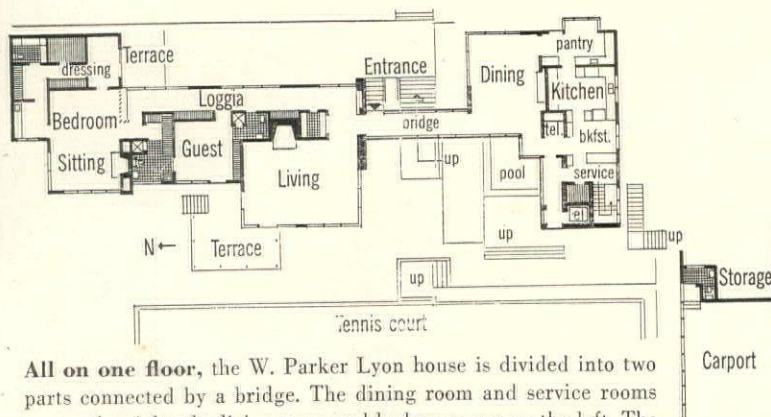 pantry
Terrace
dressing
Entrance
Dining
Kitchen
Loggia
Bedroom
bridge
tel
bkfst.
Guest
up
Sitting
pool
service
Living
el
up
up
N ←
Terrace
up
Storage
Tennis court
Carport
All on one floor, the W. Parker Lyon house is divided into two
parts connected by a bridge. The dining room and service rooms